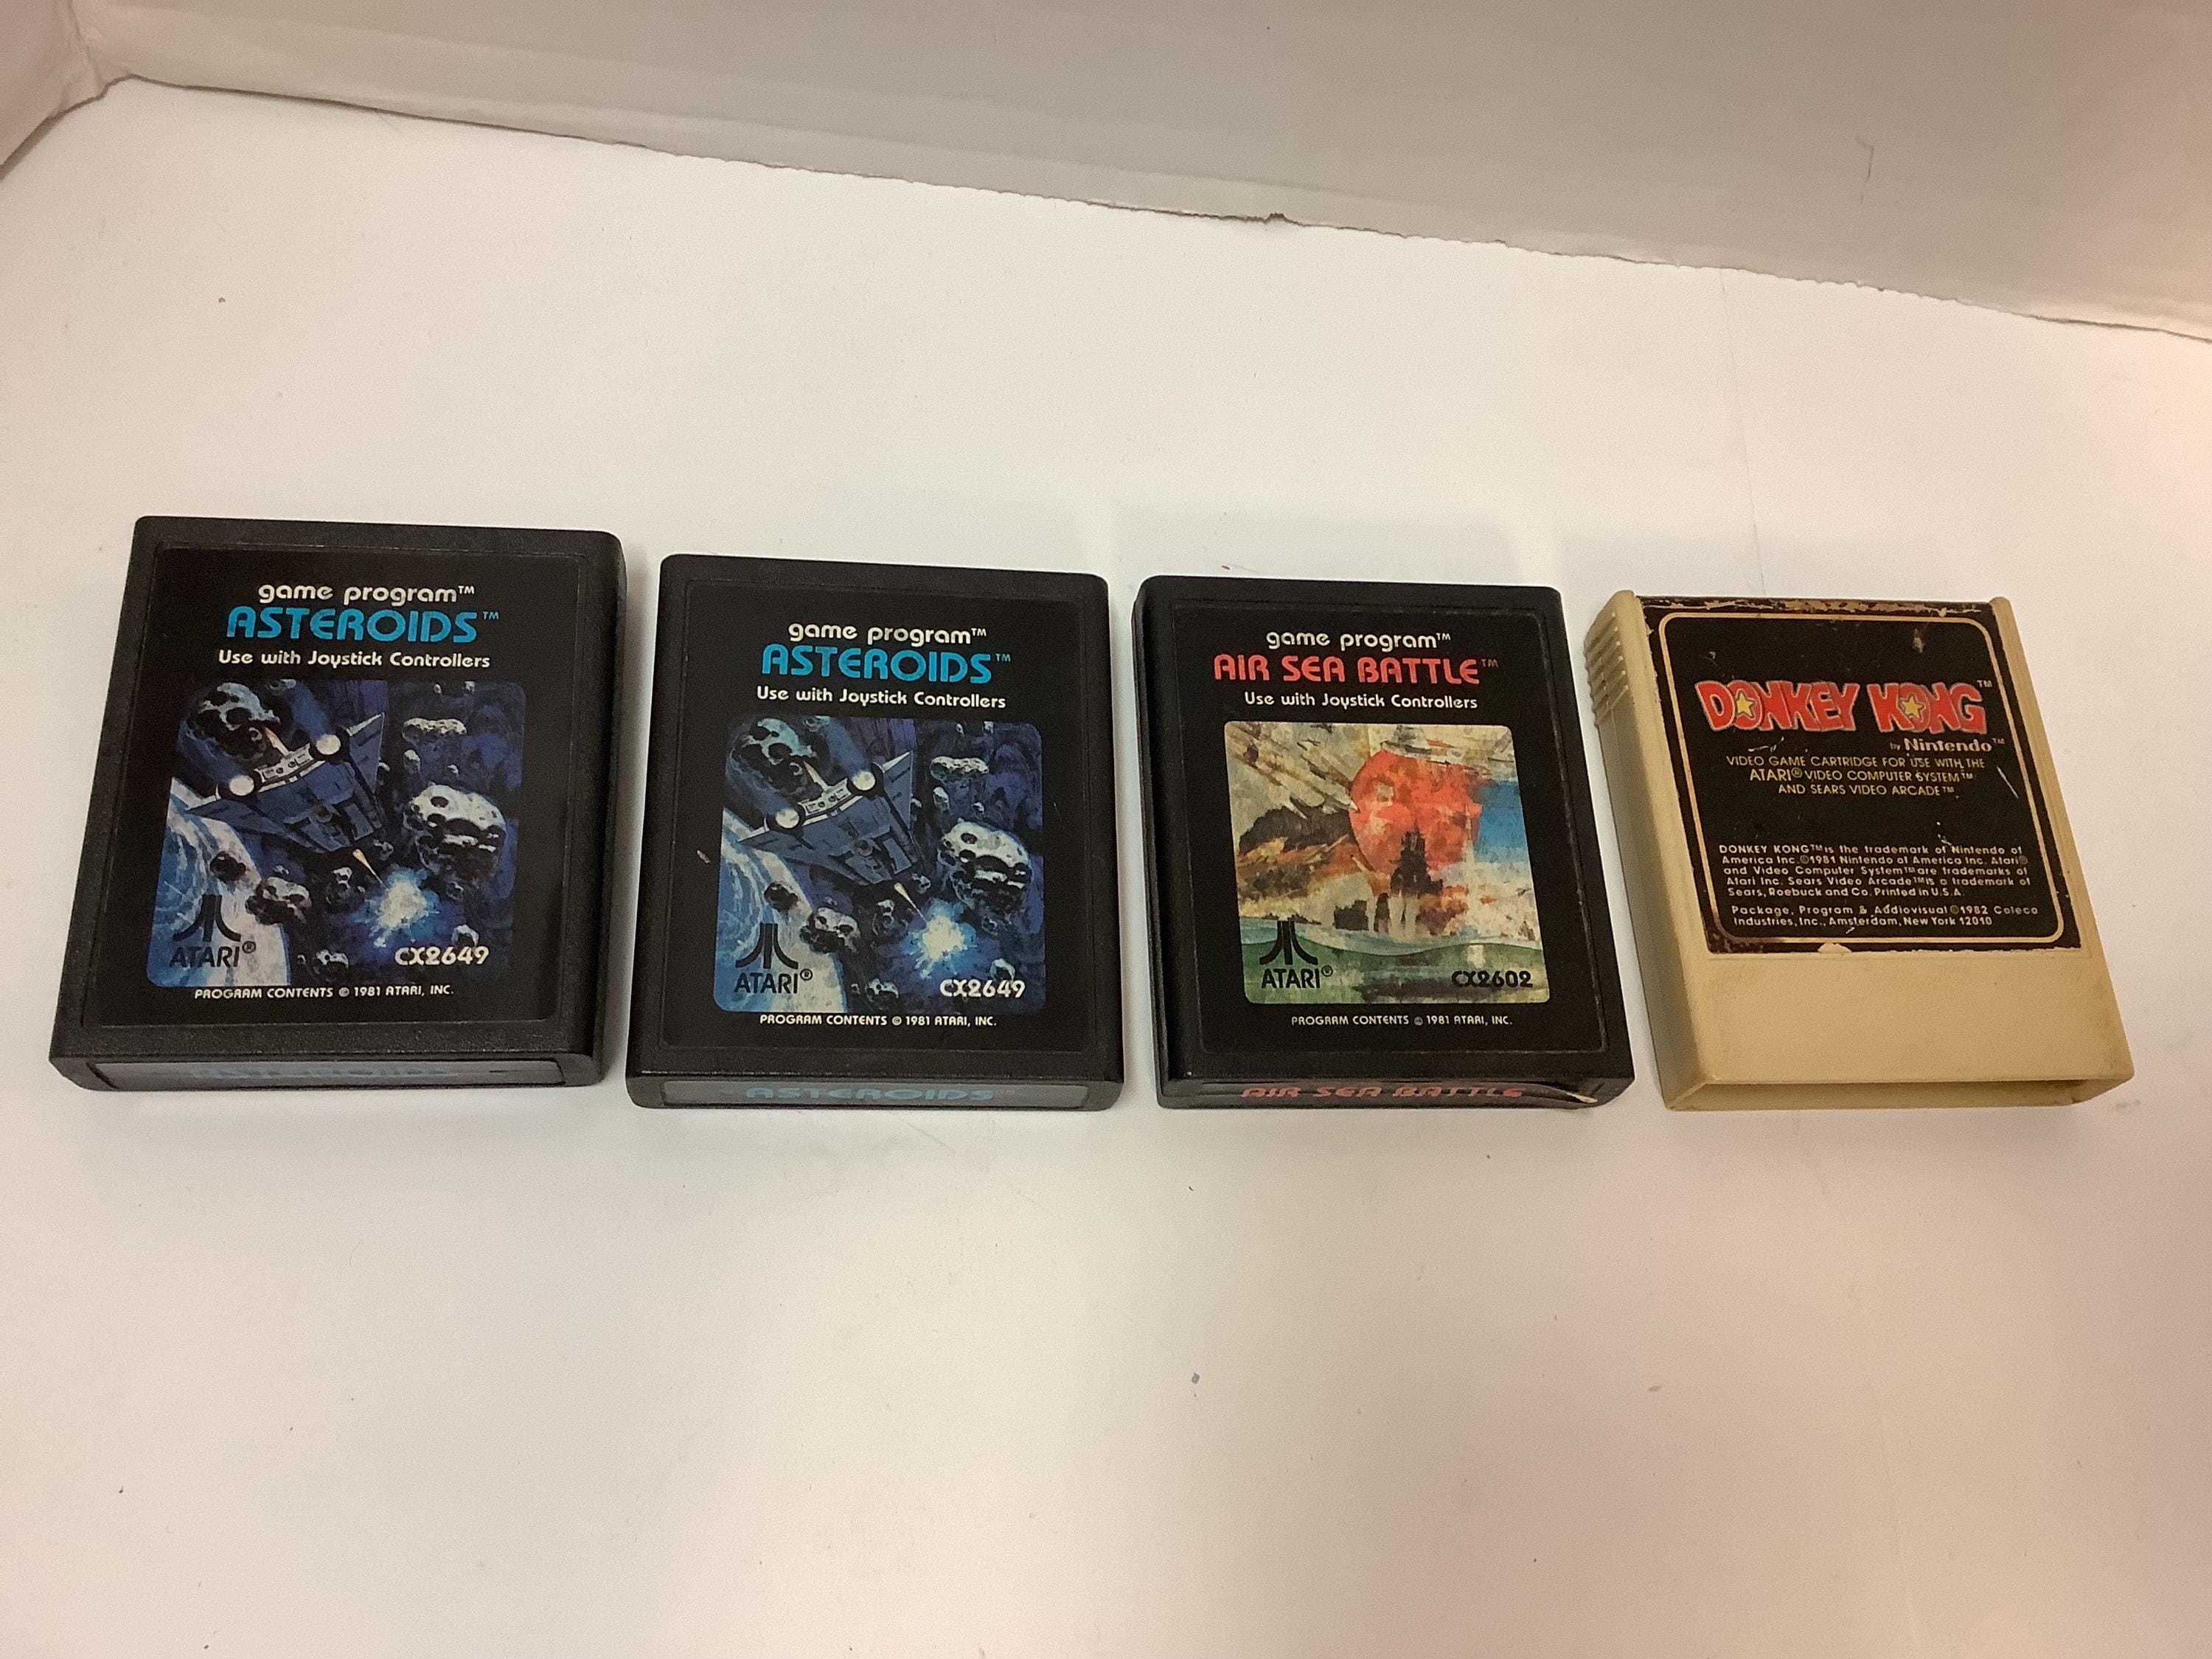 game program™
ASTEROIDS™
Use with Joystick Controllers
ATARI®
CX2649
PROGRAM CONTENTS © 1981 ATARI, INC.
ASTEROIDS
game program™
ASTEROIDS™
Use with Joystick Controllers
ATARI®
CX2649
PROGRAM CONTENTS © 1981 ATARI, INC.
ASTEROIDS
game program™
AIR SEA BATTLE™
Use with Joystick Controllers
ATARI®
CX2602
PROGRAM CONTENTS © 1981 ATARI, INC.
AIR SEA BATTLE
DONKEY KONG™
by Nintendo™
VIDEO GAME CARTRIDGE FOR USE WITH THE
ATARI® VIDEO COMPUTER SYSTEM™
AND SEARS VIDEO ARCADE™
DONKEY KONG™ is the trademark of Nintendo of
America Inc. © 1981 Nintendo of America Inc. Atari®
and Video Computer System™ are trademarks of
Atari Inc. Sears Video Arcade™ is a trademark of
Sears, Roebuck and Co. Printed in U.S.A.
Package, Program & Audiovisual © 1982 Coleco
Industries, Inc., Amsterdam, New York 12010